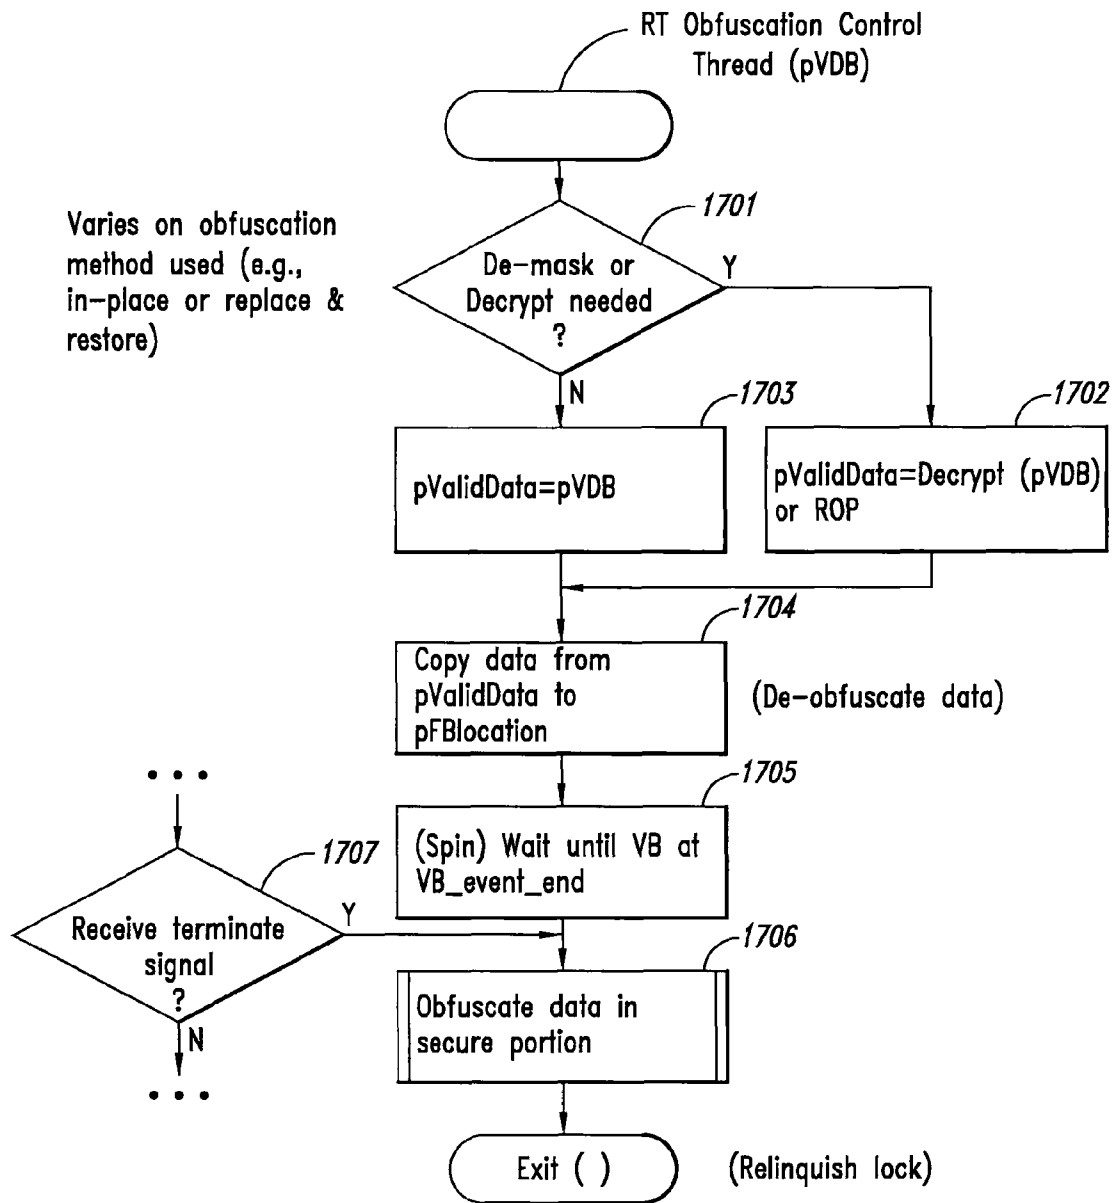 RT Obfuscation Control
Thread (pVDB)
1701
Varies on obfuscation
method used (e.g.,
in-place or replace &
restore)
De-mask or
Decrypt needed
?
Y
N
1703
1702
pValidData=pVDB
pValidData=Decrypt (pVDB)
or ROP
1704
Copy data from
pValidData to
pFBlocation
(De-obfuscate data)
• • •
1705
(Spin) Wait until VB at
VB_event_end
1707
Receive terminate
signal
?
Y
N
• • •
1706
Obfuscate data in
secure portion
Exit ( )
(Relinquish lock)